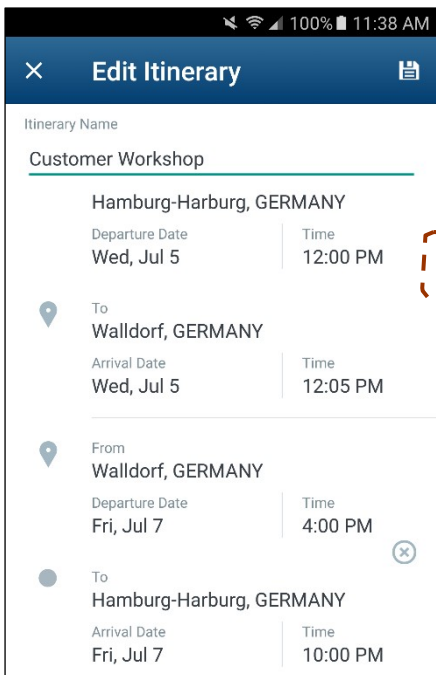 100% 11:38 AM
Edit Itinerary
Itinerary Name
Customer Workshop
Hamburg-Harburg, GERMANY
Departure Date Time
Wed, Jul 5 12:00 PM
To
Walldorf, GERMANY
Arrival Date Time
Wed, Jul 5 12:05 PM
From
Walldorf, GERMANY
Departure Date Time
Fri, Jul 7 4:00 PM
To
Hamburg-Harburg, GERMANY
Arrival Date Time
Fri, Jul 7 10:00 PM